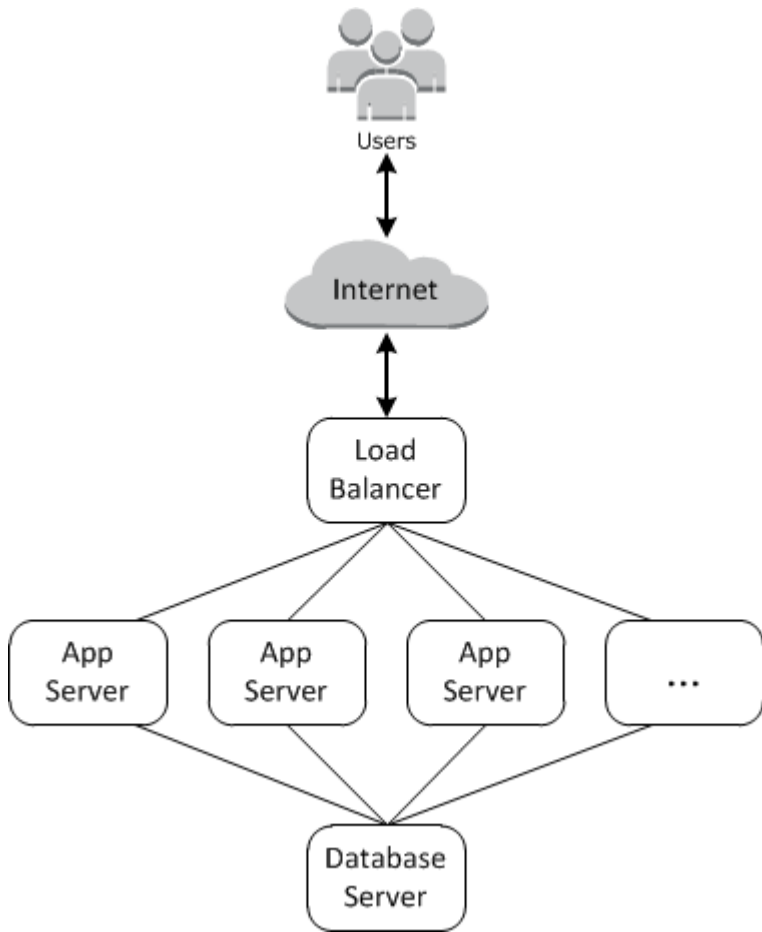 Users
Internet
Load
Balancer
App
Server
App
Server
App
Server
...
Database
Server